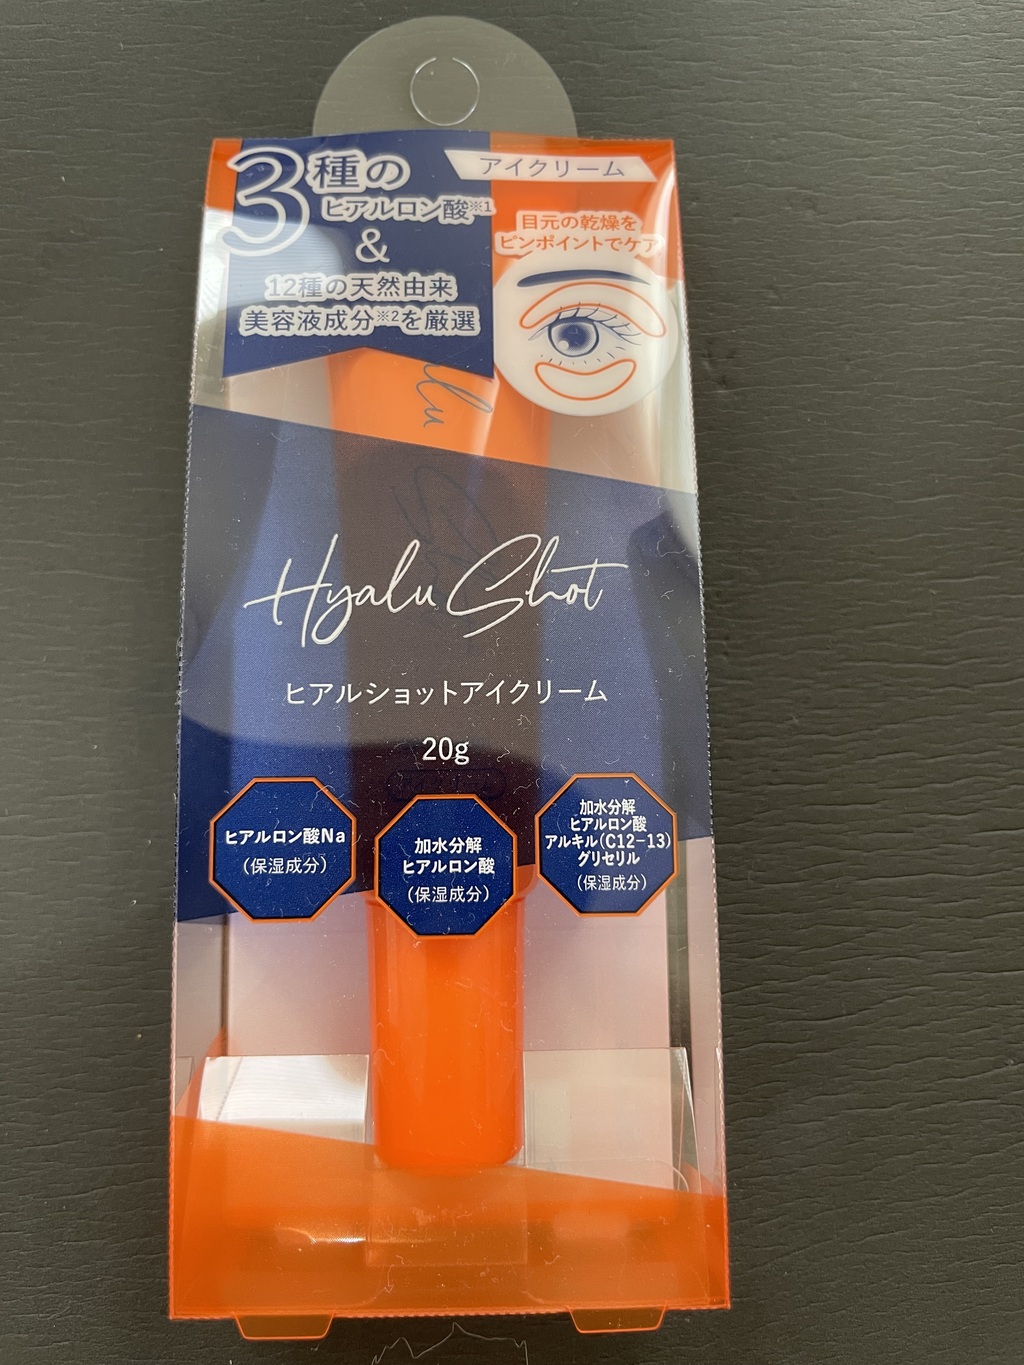 3種の
ヒアルロン酸※1
&
12種の天然由来
美容液成分※2を厳選
アイクリーム
目元の乾燥を
ピンポイントでケア
lu
Hyalu Shot
ヒアルショットアイクリーム
20g
ヒアルロン酸Na
(保湿成分)
加水分解
ヒアルロン酸
(保湿成分)
加水分解
ヒアルロン酸
アルキル(C12-13)
グリセリル
(保湿成分)